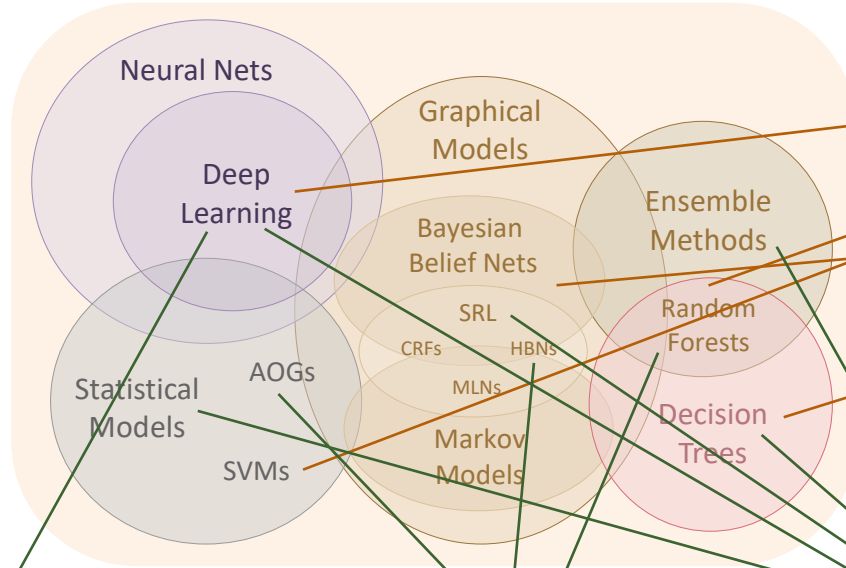 Neural Nets
Graphical
Models
Deep
Learning
Ensemble
Methods
Bayesian
Belief Nets
SRL
Random
Forests
CRFs
HBNs
AOGs
Statistical
Models
MLNs
Decision
Trees
Markov
Models
SVMs